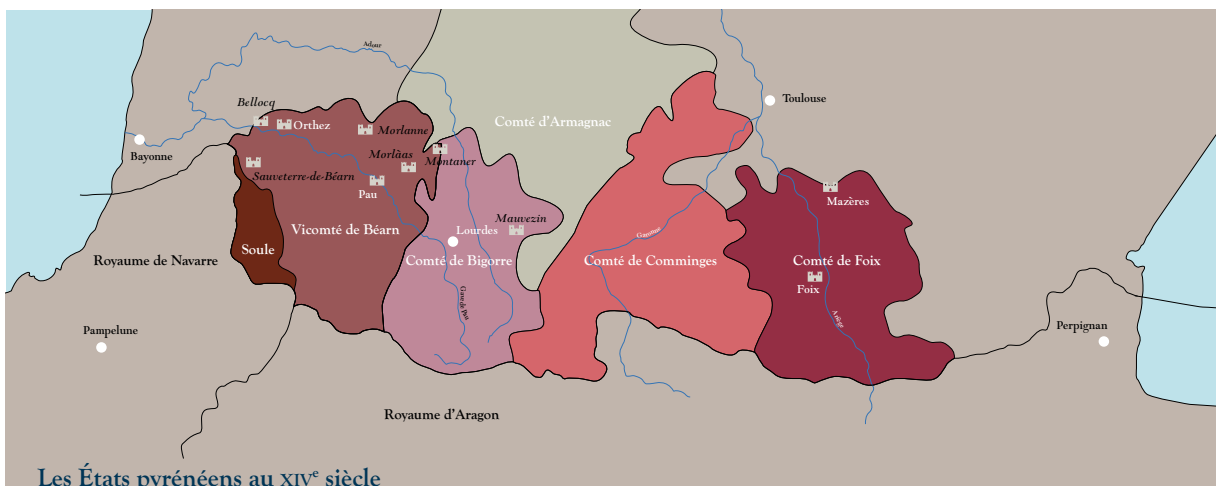 Adour
Bellocq
Orthez
Morlanne
Comté d'Armagnac
Toulouse
Bayonne
Morlàas
Montaner
Sauveterre-de-Béarn
Pau
Mazères
Mauvezin
Vicomté de Béarn
Lourdes
Garonne
Soule
Royaume de Navarre
Comté de Bigorre
Comté de Comminges
Comté de Foix
Foix
Gave de Pau
Ariège
Pampelune
Perpignan
Royaume d'Aragon
Les États pyrénéens au XIVe siècle